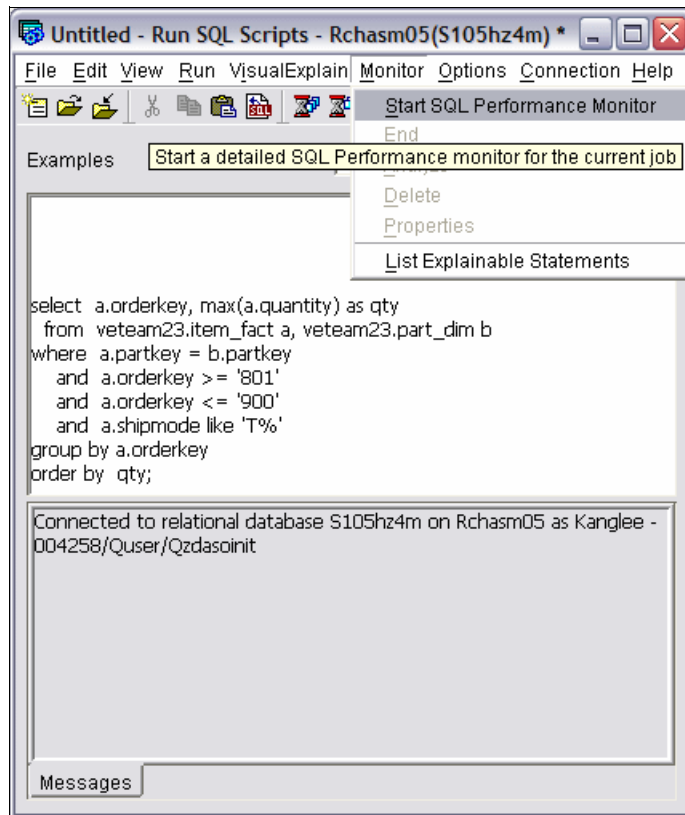 Untitled - Run SQL Scripts - Rchasm05(S105hz4m) *
File Edit View Run VisualExplain Monitor Options Connection Help
Start SQL Performance Monitor
End
Examples
Start a detailed SQL Performance monitor for the current job
Delete
Properties
List Explainable Statements
select a.orderkey, max(a.quantity) as qty
from veteam23.item_fact a, veteam23.part_dim b
where a.partkey = b.partkey
and a.orderkey >= '801'
and a.orderkey <= '900'
and a.shipmode like 'T%'
group by a.orderkey
order by qty;
Connected to relational database S105hz4m on Rchasm05 as Kanglee -
004258/Quser/Qzdasoinit
Messages